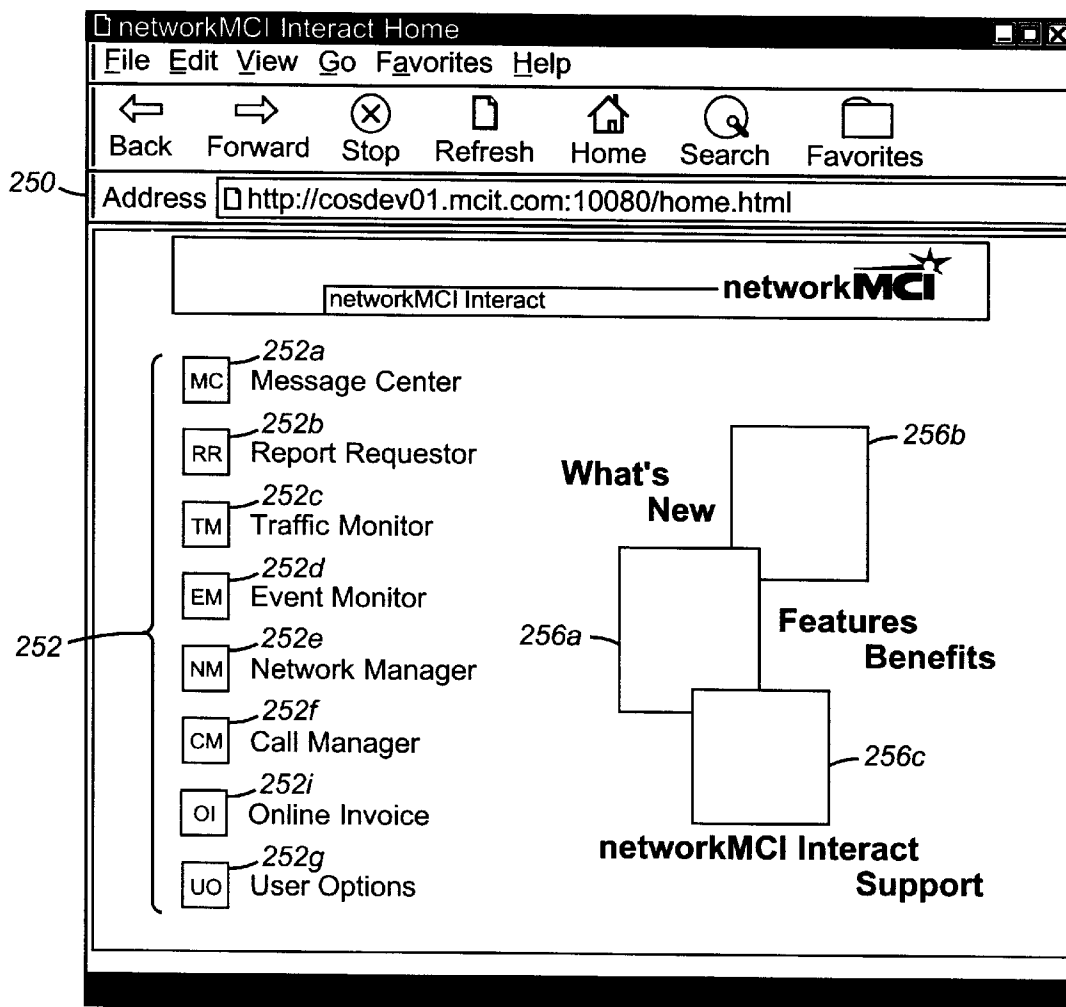 networkMCI Interact Home
File Edit View Go Favorites Help
Back Forward Stop Refresh Home Search Favorites
250
Address http://cosdev01.mcit.com:10080/home.html
networkMCI Interact
networkMCI
252
MC 252a Message Center
RR 252b Report Requestor
TM 252c Traffic Monitor
EM 252d Event Monitor
NM 252e Network Manager
CM 252f Call Manager
OI 252i Online Invoice
UO 252g User Options
256b
What's
New
256a
Features
Benefits
256c
networkMCI Interact
Support